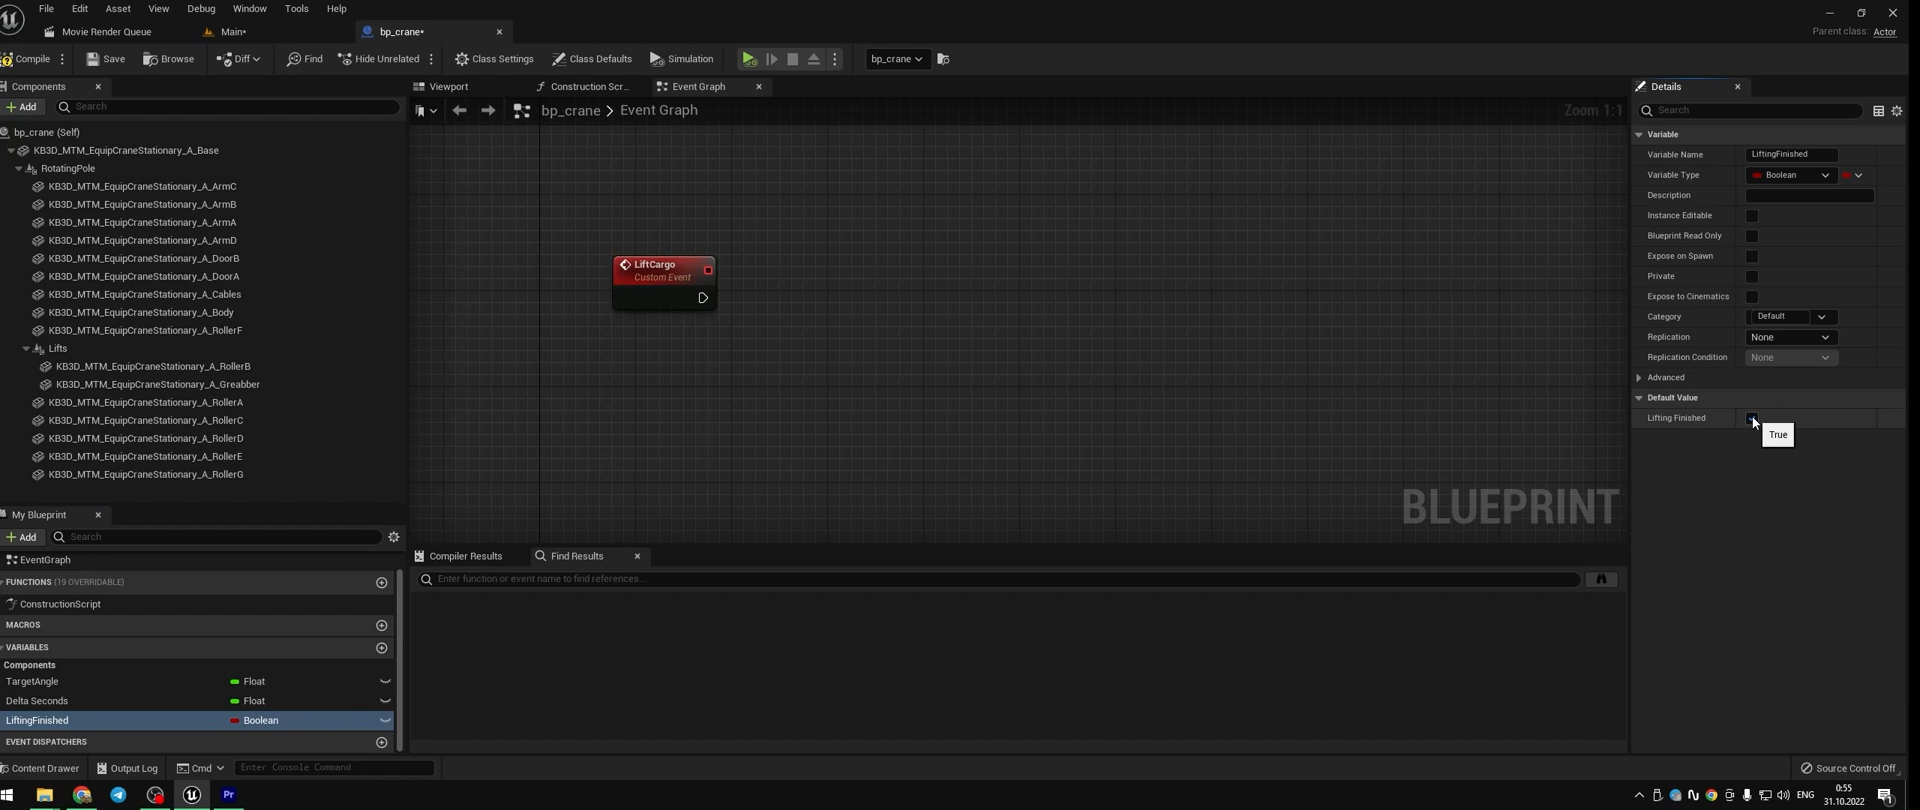 File Edit Asset View Debug Window Tools Help
Movie Render Queue Main* bp_crane*
Parent class: Actor
Compile Save Browse Diff Find Hide Unrelated Class Settings Class Defaults Simulation bp_crane
Components
Add Search
bp_crane (Self)
KB3D_MTM_EquipCraneStationary_A_Base
RotatingPole
KB3D_MTM_EquipCraneStationary_A_ArmC
KB3D_MTM_EquipCraneStationary_A_ArmB
KB3D_MTM_EquipCraneStationary_A_ArmA
KB3D_MTM_EquipCraneStationary_A_ArmD
KB3D_MTM_EquipCraneStationary_A_DoorB
KB3D_MTM_EquipCraneStationary_A_DoorA
KB3D_MTM_EquipCraneStationary_A_Cables
KB3D_MTM_EquipCraneStationary_A_Body
KB3D_MTM_EquipCraneStationary_A_RollerF
Lifts
KB3D_MTM_EquipCraneStationary_A_RollerB
KB3D_MTM_EquipCraneStationary_A_Greabber
KB3D_MTM_EquipCraneStationary_A_RollerA
KB3D_MTM_EquipCraneStationary_A_RollerC
KB3D_MTM_EquipCraneStationary_A_RollerD
KB3D_MTM_EquipCraneStationary_A_RollerE
KB3D_MTM_EquipCraneStationary_A_RollerG
My Blueprint
Add Search
EventGraph
FUNCTIONS (19 OVERRIDABLE)
ConstructionScript
MACROS
VARIABLES
Components
TargetAngle Float
Delta Seconds Float
LiftingFinished Boolean
EVENT DISPATCHERS
Viewport Construction Scr... Event Graph
bp_crane > Event Graph
Zoom 1:1
LiftCargo
Custom Event
BLUEPRINT
Compiler Results Find Results
Enter function or event name to find references...
Details
Search
Variable
Variable Name LiftingFinished
Variable Type Boolean
Description
Instance Editable
Blueprint Read Only
Expose on Spawn
Private
Expose to Cinematics
Category Default
Replication None
Replication Condition None
Advanced
Default Value
Lifting Finished
True
Content Drawer Output Log Cmd Enter Console Command
Source Control Off
Pr
ENG
0:55
31.10.2022
1